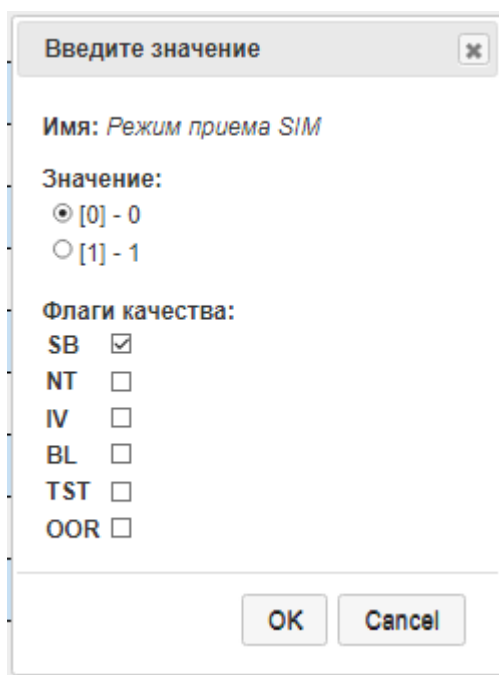 Введите значение
Имя: Режим приема SIM
Значение:
[0] - 0
[1] - 1
Флаги качества:
SB
NT
IV
BL
TST
OOR
OK Cancel